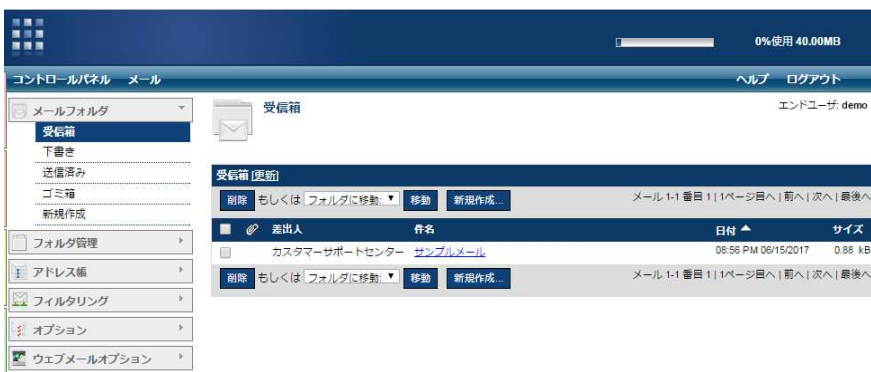 0%使用 40.00MB
コントロールパネル メール ヘルプ ログアウト
メールフォルダ
受信箱
下書き
送信済み
ゴミ箱
新規作成
フォルダ管理
アドレス帳
フィルタリング
オプション
ウェブメールオプション
受信箱
エンドユーザ: demo
受信箱 [更新]
削除 もしくは フォルダに移動: 移動 新規作成... メール 1-1 番目 1 | 1ページ目へ | 前へ | 次へ | 最後へ
差出人 件名 日付 サイズ
カスタマーサポートセンター サンプルメール 08:56 PM 06/15/2017 0.88 kB
削除 もしくは フォルダに移動: 移動 新規作成... メール 1-1 番目 1 | 1ページ目へ | 前へ | 次へ | 最後へ